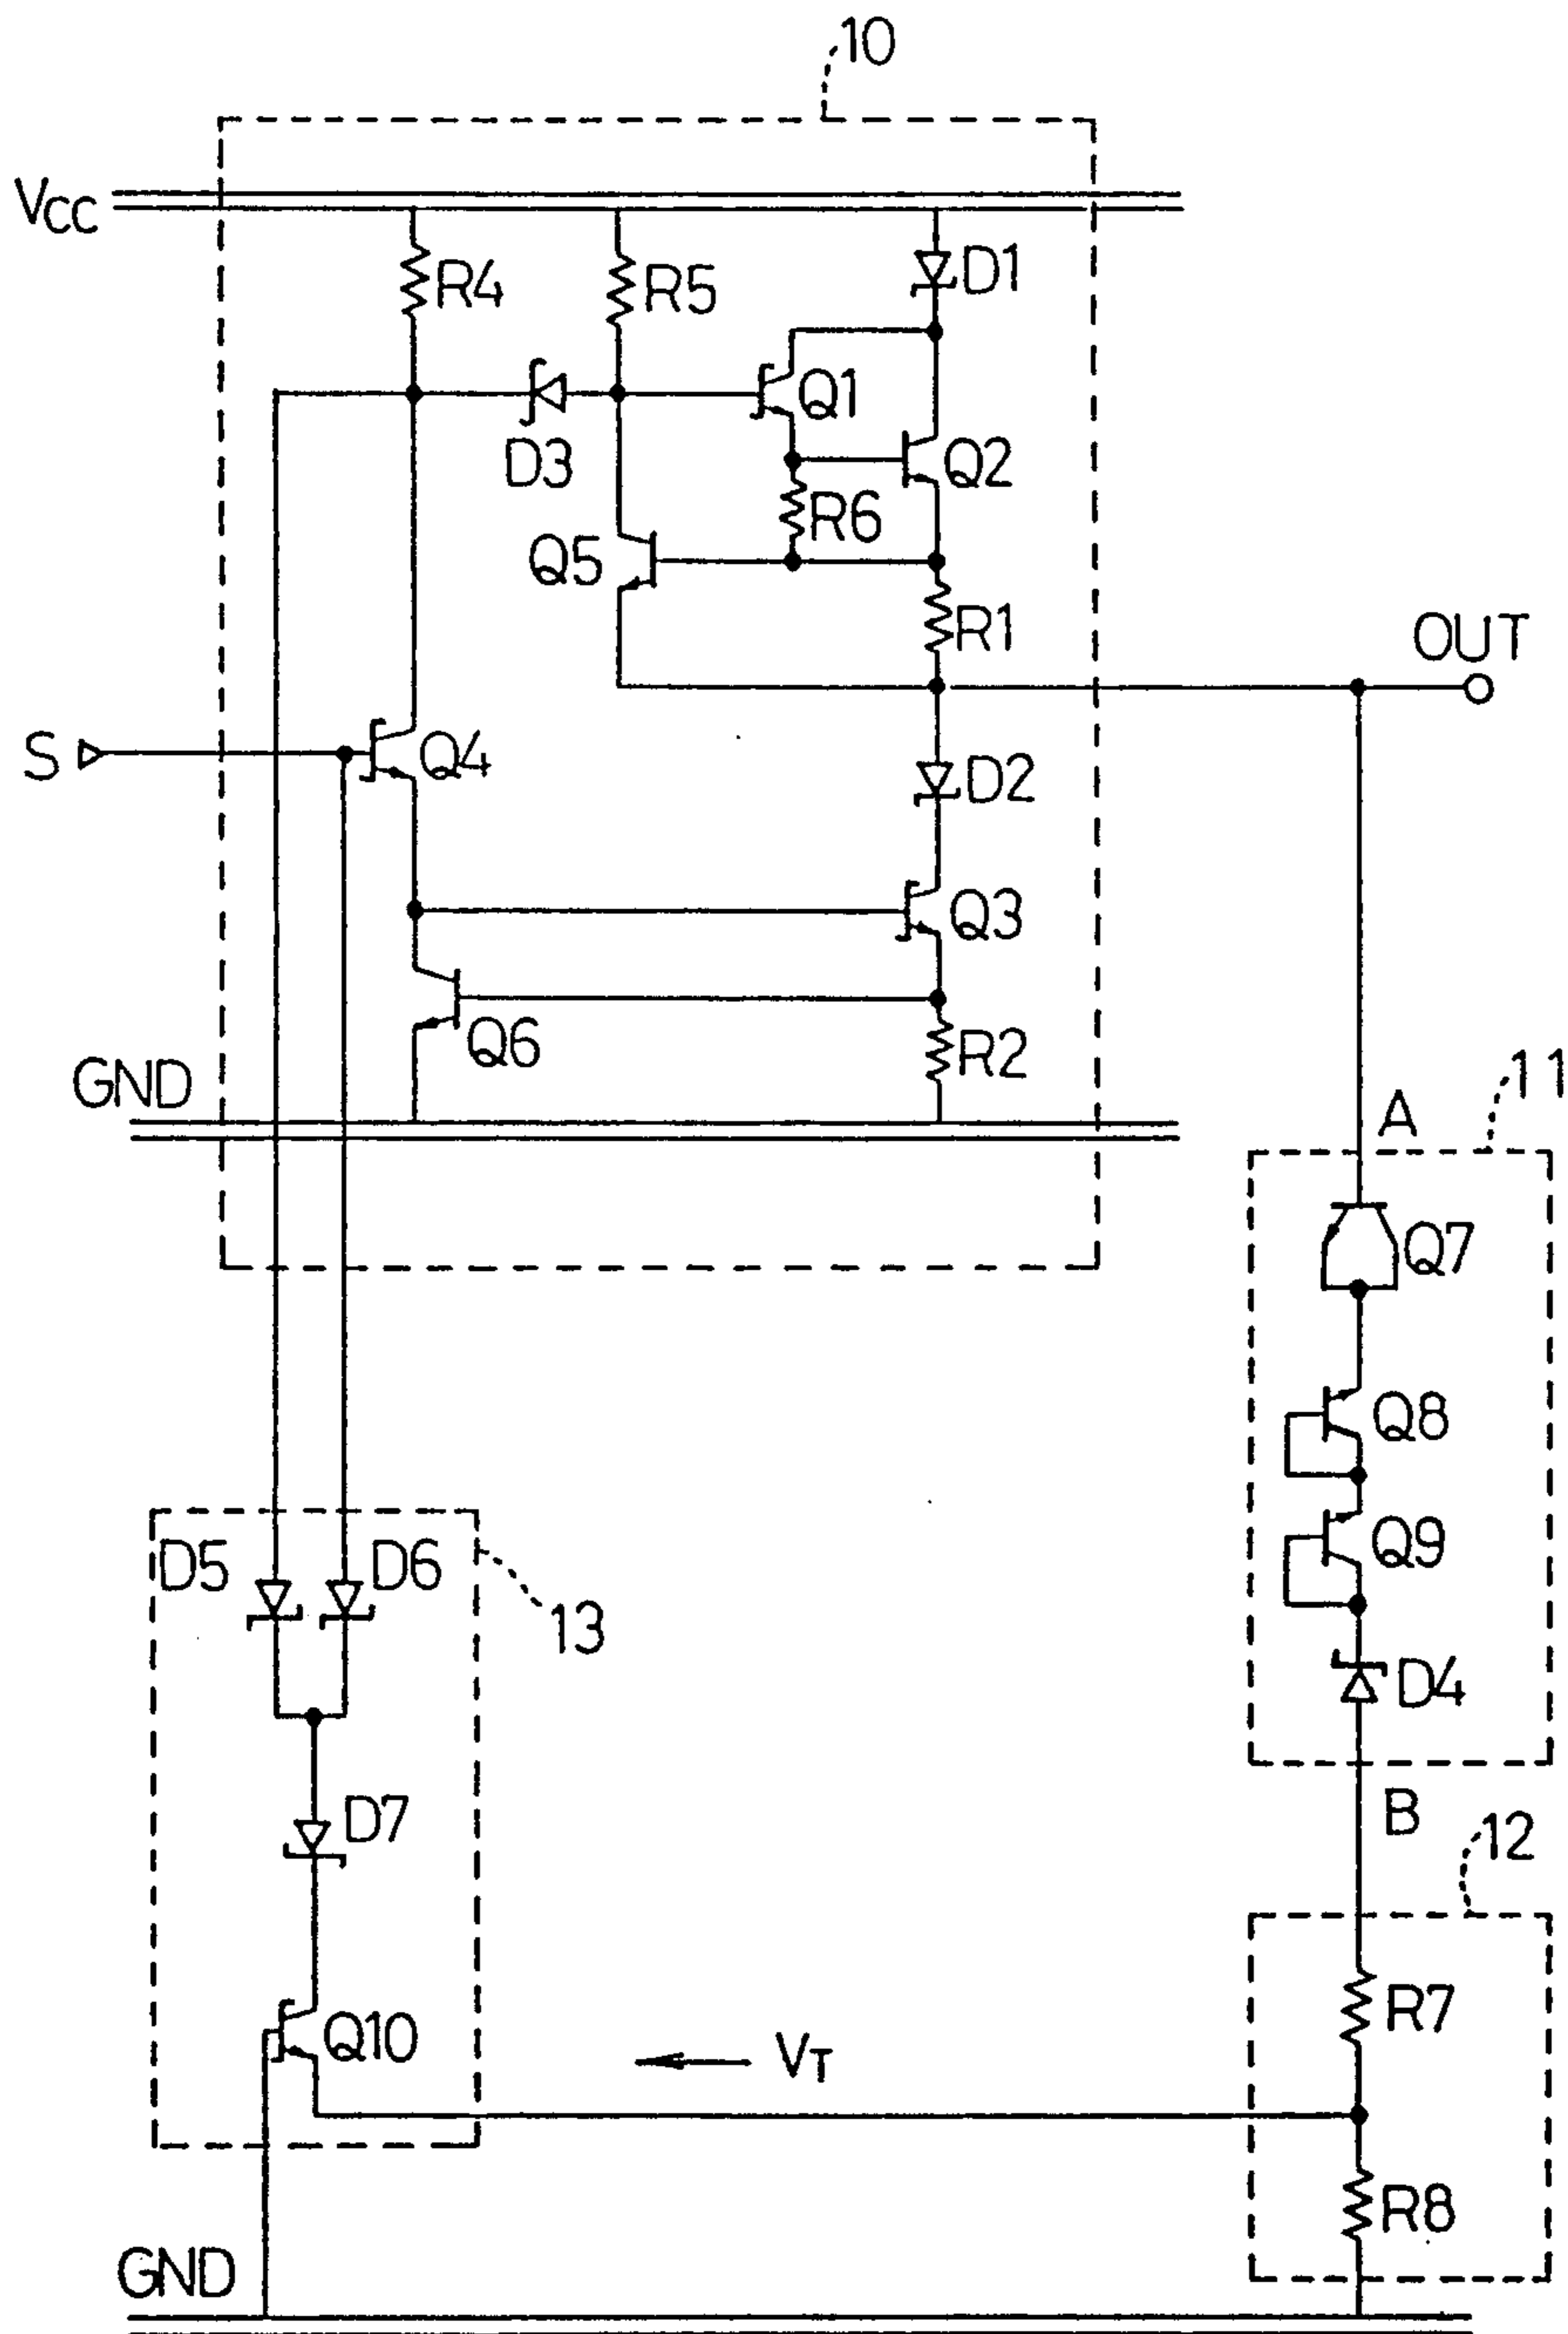 10
VCC
R4
R5
D1
Q1
D3
Q2
R6
Q5
R1
OUT
S
Q4
D2
Q3
Q6
R2
GND
A
11
Q7
Q8
Q9
D5
D6
13
D4
B
D7
12
R7
Q10
VT
R8
GND